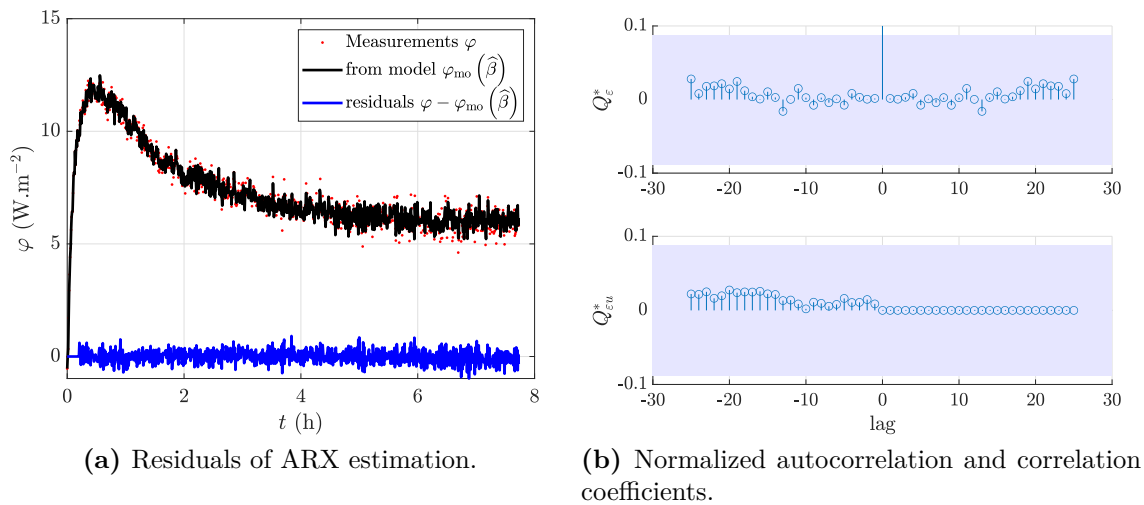 15
10
5
0
0
2
4
6
8
φ (W.m⁻²)
t (h)
Measurements φ
from model φ_mo (β̂)
residuals φ − φ_mo (β̂)
(a) Residuals of ARX estimation.
0.1
0
-0.1
-30
-20
-10
0
10
20
30
Q*_ε
0.1
0
-0.1
-30
-20
-10
0
10
20
30
Q*_εu
lag
(b) Normalized autocorrelation and correlation
coefficients.